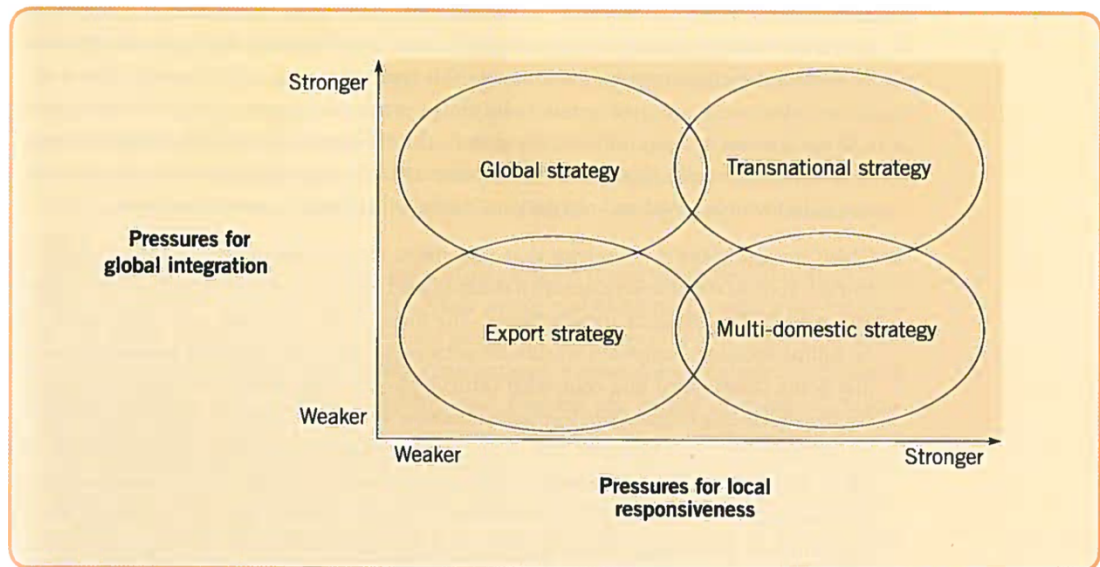 Stronger
Global strategy
Transnational strategy
Pressures for
global integration
Export strategy
Multi-domestic strategy
Weaker
Weaker
Stronger
Pressures for local
responsiveness